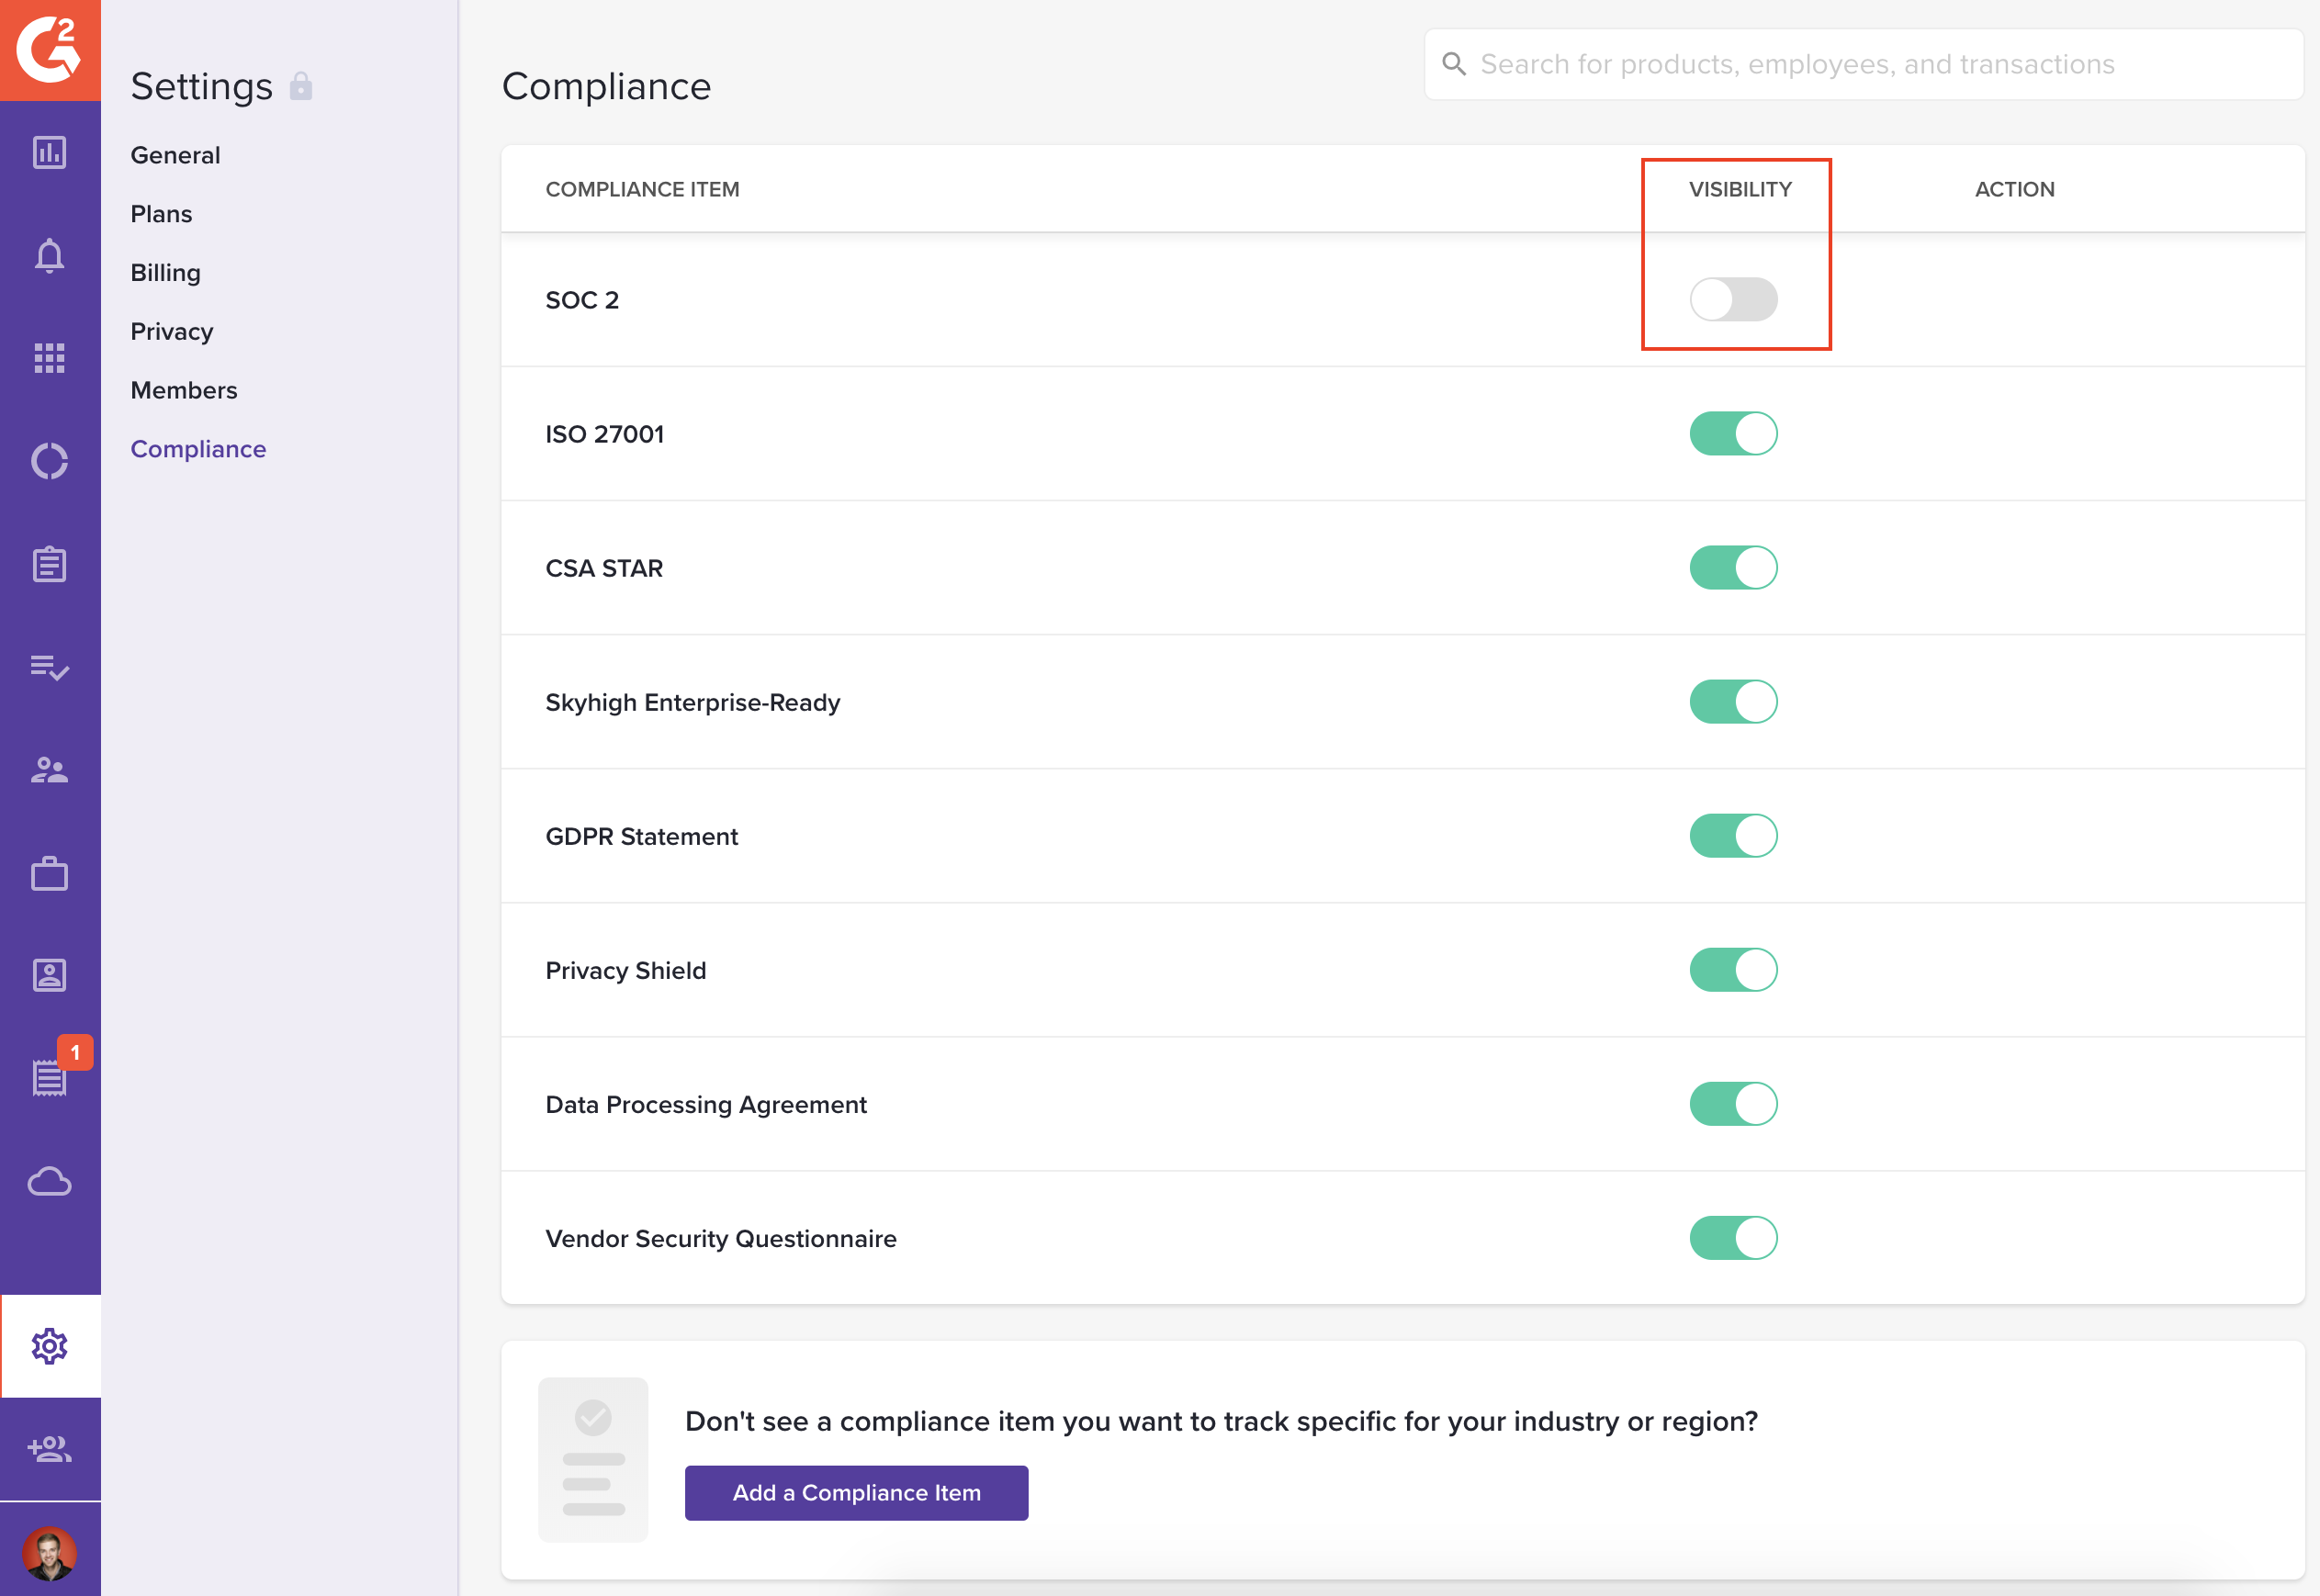 G2
Settings
General
Plans
Billing
Privacy
Members
Compliance
1
Compliance
Search for products, employees, and transactions
COMPLIANCE ITEM VISIBILITY ACTION
SOC 2
ISO 27001
CSA STAR
Skyhigh Enterprise-Ready
GDPR Statement
Privacy Shield
Data Processing Agreement
Vendor Security Questionnaire
Don't see a compliance item you want to track specific for your industry or region?
Add a Compliance Item